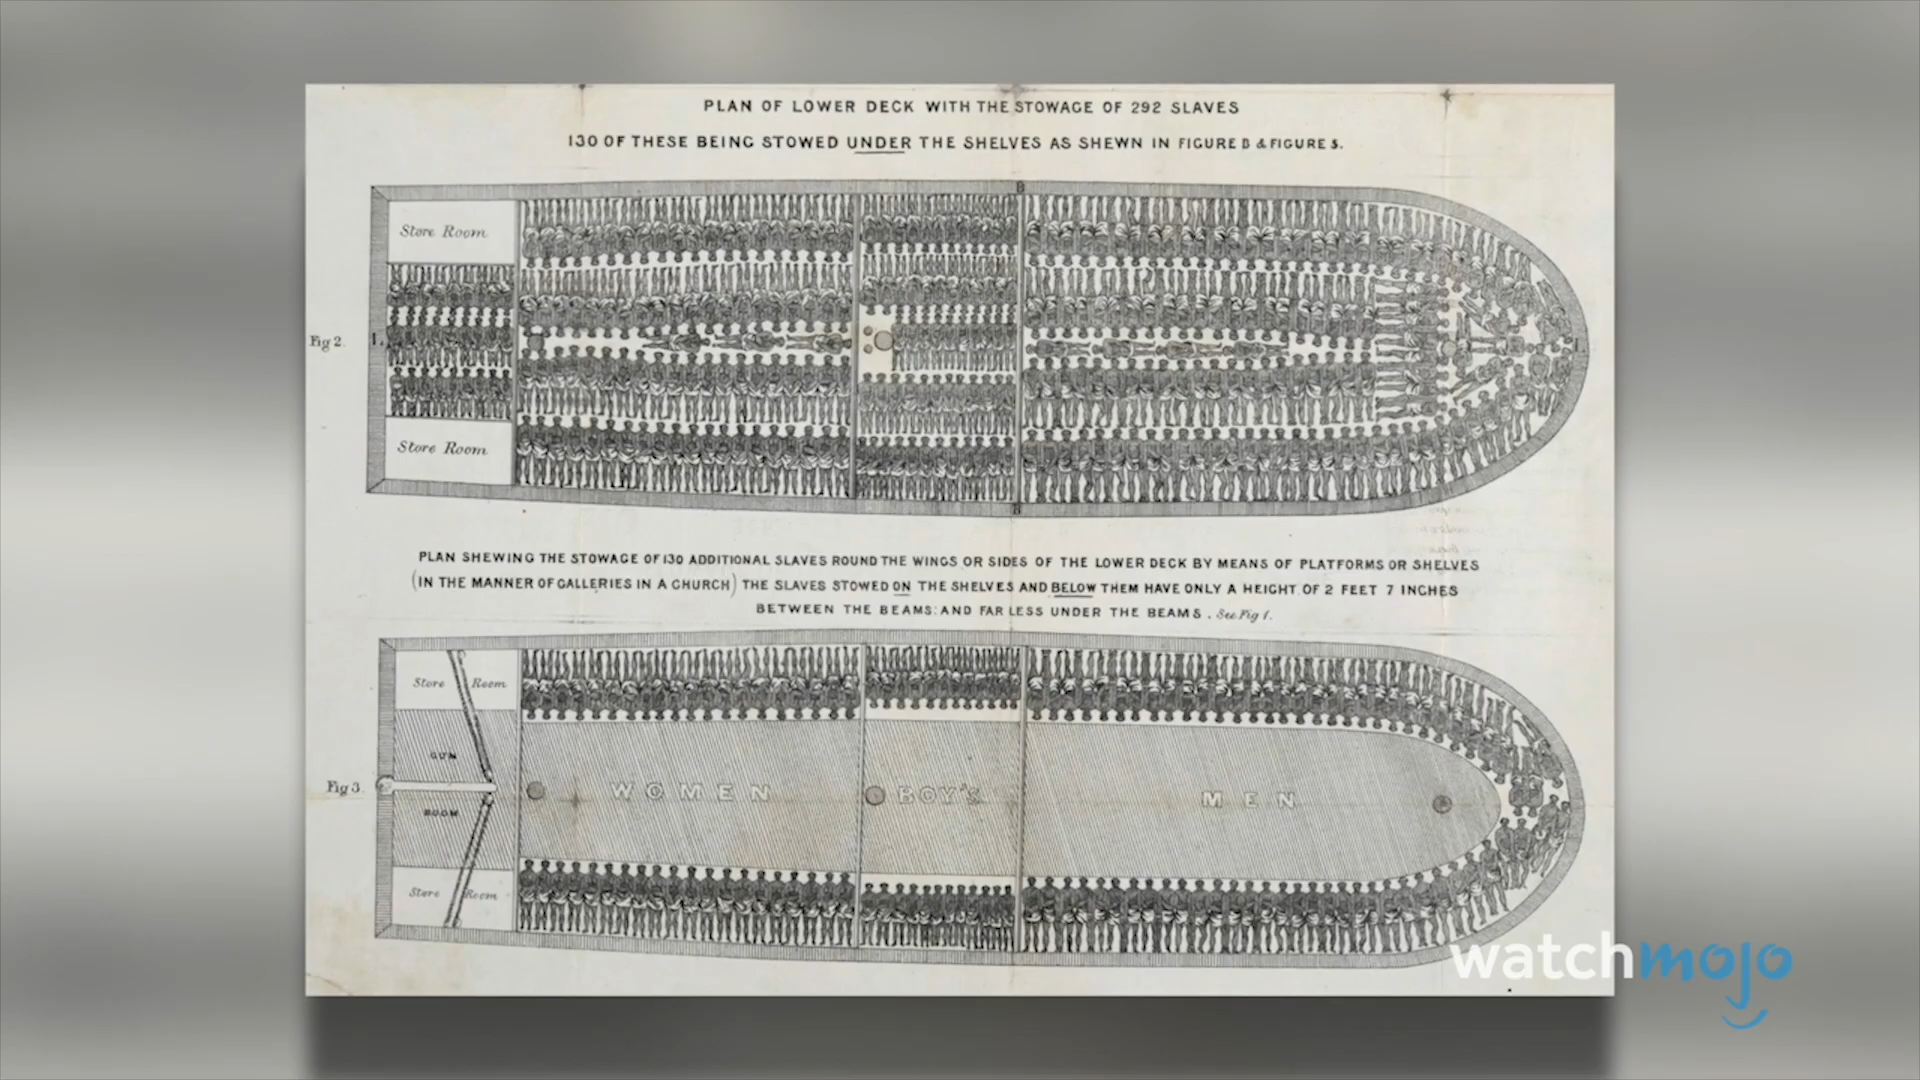 PLAN OF LOWER DECK WITH THE STOWAGE OF 292 SLAVES
130 OF THESE BEING STOWED UNDER THE SHELVES AS SHEWN IN FIGURE B & FIGURE 3.
B
Store Room
Fig 2.
Store Room
B
PLAN SHEWING THE STOWAGE OF 130 ADDITIONAL SLAVES ROUND THE WINGS OR SIDES OF THE LOWER DECK BY MEANS OF PLATFORMS OR SHELVES
(IN THE MANNER OF GALLERIES IN A CHURCH) THE SLAVES STOWED ON THE SHELVES AND BELOW THEM HAVE ONLY A HEIGHT OF 2 FEET 7 INCHES
BETWEEN THE BEAMS: AND FAR LESS UNDER THE BEAMS. See Fig 1.
Store Room
GUN
Fig 3.
WOMEN BOY'S MEN
ROOM
Store Room
watchmojo